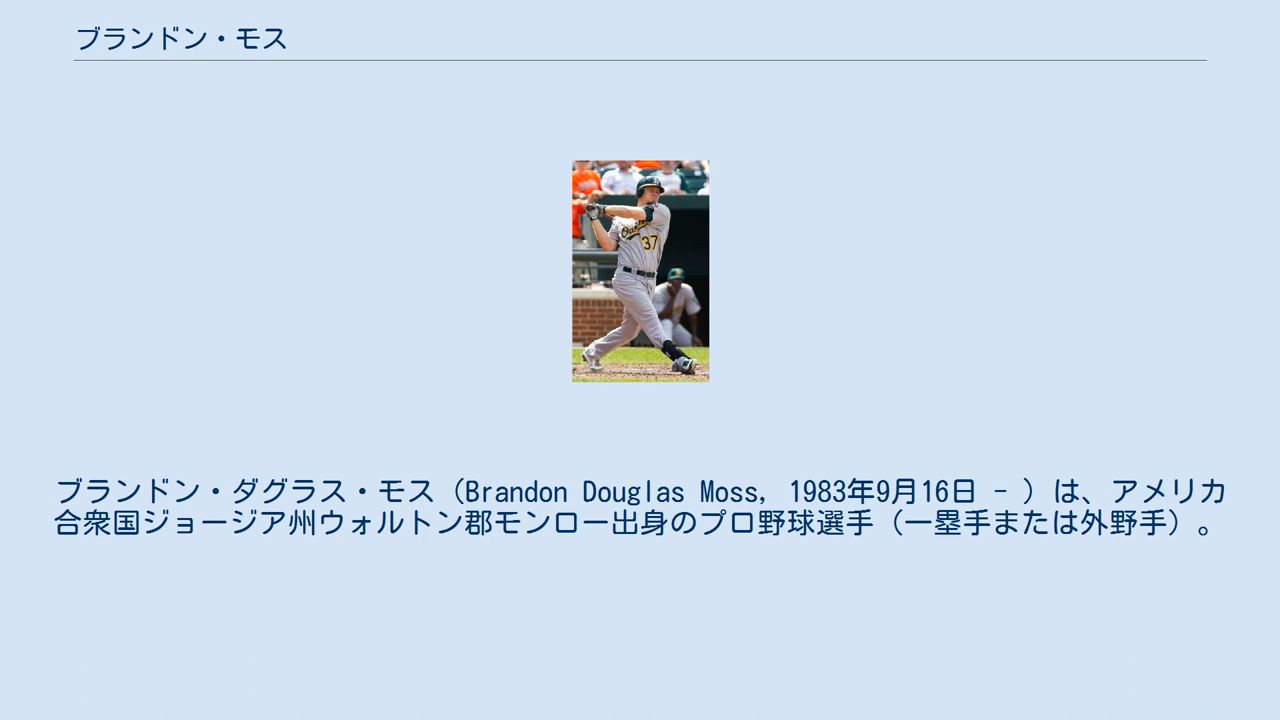 ブランドン・モス
Oak
37
ブランドン・ダグラス・モス（Brandon Douglas Moss, 1983年9月16日 - ）は、アメリカ
合衆国ジョージア州ウォルトン郡モンロー出身のプロ野球選手（一塁手または外野手）。